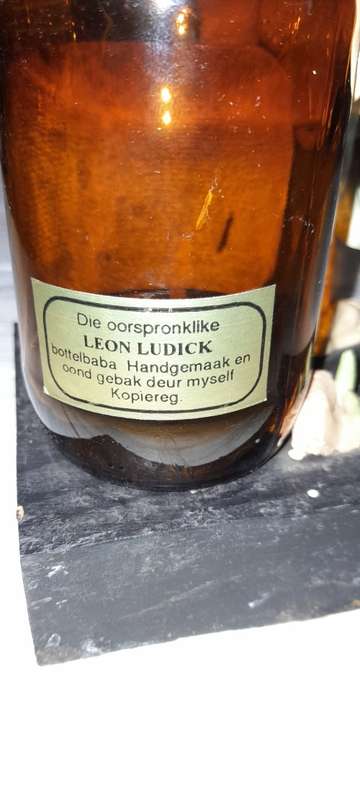 Die oorspronklike
LEON LUDICK
bottelbaba Handgemaak en
oond gebak deur myself
Kopiereg.